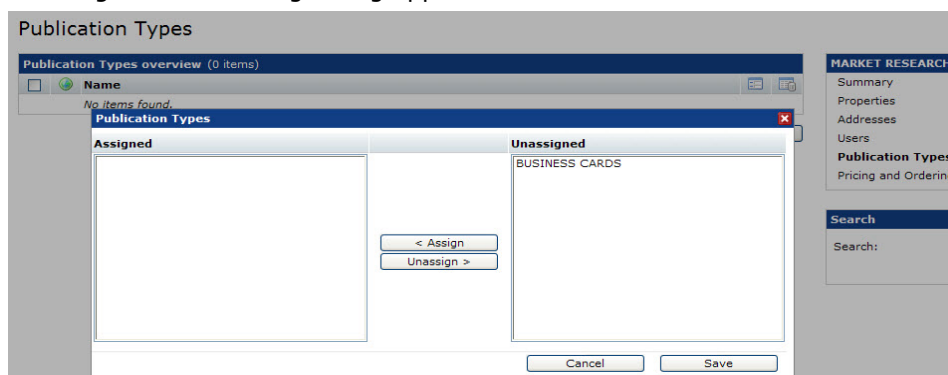 Publication Types
Publication Types overview (0 items)
Name
No items found.
Publication Types
Assigned
Unassigned
BUSINESS CARDS
< Assign
Unassign >
Cancel
Save
MARKET RESEARCH
Summary
Properties
Addresses
Users
Publication Types
Pricing and Orderin
Search
Search: